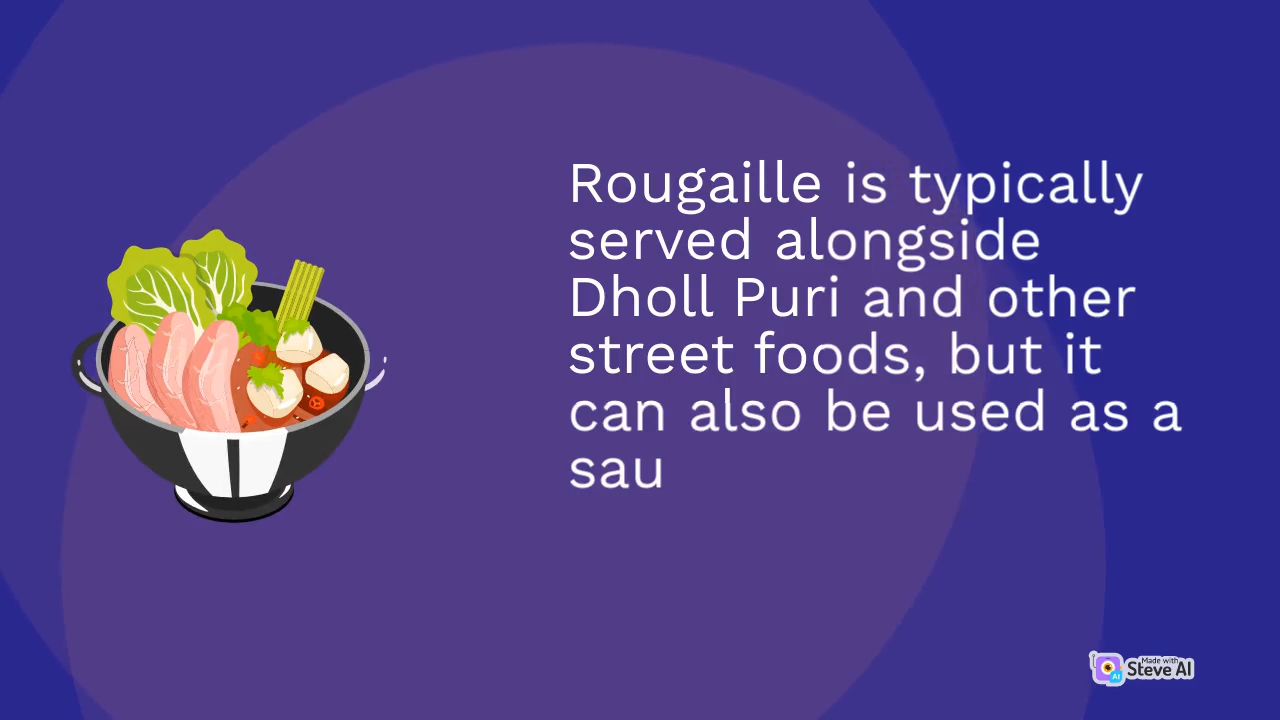 Rougaille is typically
served alongside
Dholl Puri and other
street foods, but it
can also be used as a
sau
Made with
Steve AI
AI